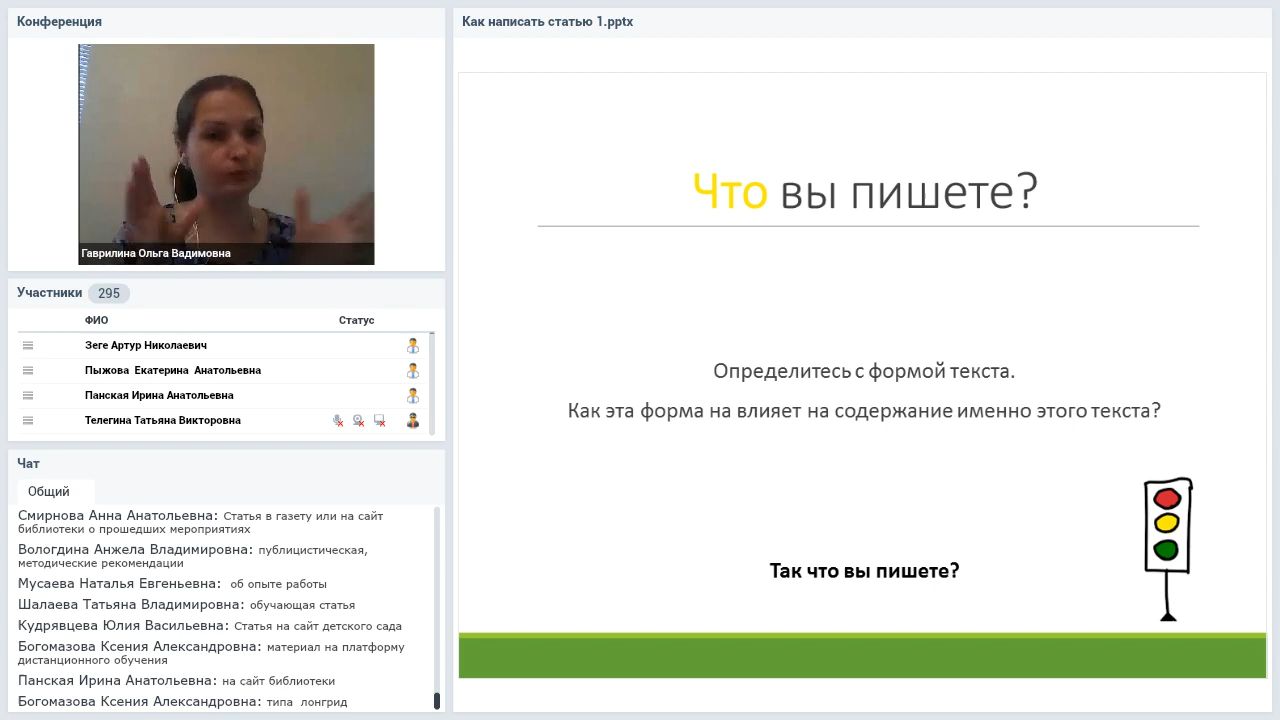 Конференция
Гаврилина Ольга Вадимовна
Участники 295
ФИО Статус
Зеге Артур Николаевич
Пыжова Екатерина Анатольевна
Панская Ирина Анатольевна
Телегина Татьяна Викторовна
Чат
Общий
Смирнова Анна Анатольевна: Статья в газету или на сайт
библиотеки о прошедших мероприятиях
Вологдина Анжела Владимировна: публицистическая,
методические рекомендации
Мусаева Наталья Евгеньевна: об опыте работы
Шалаева Татьяна Владимировна: обучающая статья
Кудрявцева Юлия Васильевна: Статья на сайт детского сада
Богомазова Ксения Александровна: материал на платформу
дистанционного обучения
Панская Ирина Анатольевна: на сайт библиотеки
Богомазова Ксения Александровна: типа лонгрид
Как написать статью 1.pptx
Что вы пишете?
Определитесь с формой текста.
Как эта форма на влияет на содержание именно этого текста?
Так что вы пишете?